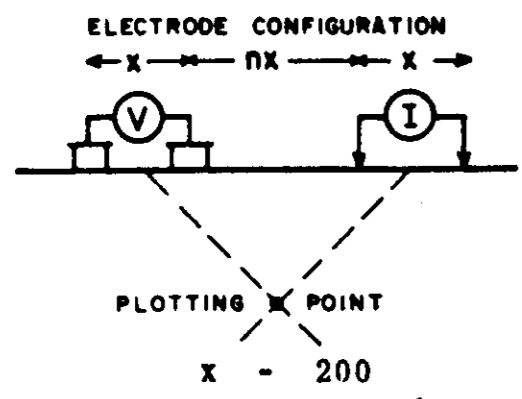 ELECTRODE CONFIGURATION
x nx x
V I
PLOTTING POINT
x - 200